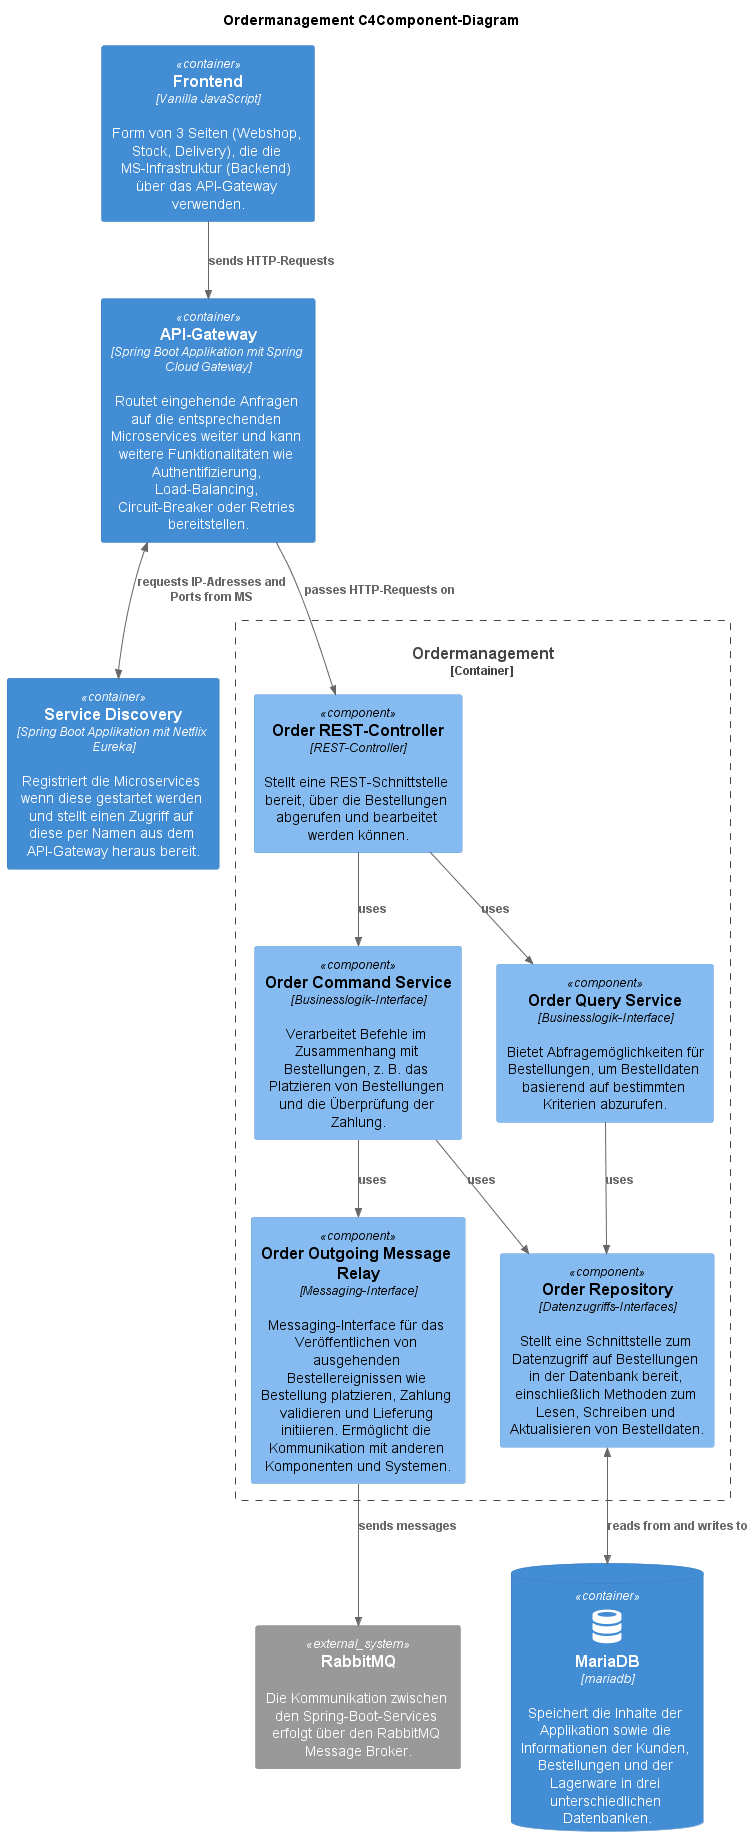 Ordermanagement C4Component-Diagram
«container»
Frontend
[Vanilla JavaScript]
Form von 3 Seiten (Webshop,
Stock, Delivery), die die
MS-Infrastruktur (Backend)
über das API-Gateway
verwenden.
sends HTTP-Requests
«container»
API-Gateway
[Spring Boot Applikation mit Spring
Cloud Gateway]
Routet eingehende Anfragen
auf die entsprechenden
Microservices weiter und kann
weitere Funktionalitäten wie
Authentifizierung,
Load-Balancing,
Circuit-Breaker oder Retries
bereitstellen.
requests IP-Adresses and
Ports from MS
passes HTTP-Requests on
«container»
Service Discovery
[Spring Boot Applikation mit Netflix
Eureka]
Registriert die Microservices
wenn diese gestartet werden
und stellt einen Zugriff auf
diese per Namen aus dem
API-Gateway heraus bereit.
Ordermanagement
[Container]
«component»
Order REST-Controller
[REST-Controller]
Stellt eine REST-Schnittstelle
bereit, über die Bestellungen
abgerufen und bearbeitet
werden können.
uses
uses
«component»
Order Command Service
[Businesslogik-Interface]
Verarbeitet Befehle im
Zusammenhang mit
Bestellungen, z. B. das
Platzieren von Bestellungen
und die Überprüfung der
Zahlung.
«component»
Order Query Service
[Businesslogik-Interface]
Bietet Abfragemöglichkeiten für
Bestellungen, um Bestelldaten
basierend auf bestimmten
Kriterien abzurufen.
uses
uses
uses
«component»
Order Outgoing Message
Relay
[Messaging-Interface]
Messaging-Interface für das
Veröffentlichen von
ausgehenden
Bestellereignissen wie
Bestellung platzieren, Zahlung
validieren und Lieferung
initiieren. Ermöglicht die
Kommunikation mit anderen
Komponenten und Systemen.
«component»
Order Repository
[Datenzugriffs-Interfaces]
Stellt eine Schnittstelle zum
Datenzugriff auf Bestellungen
in der Datenbank bereit,
einschließlich Methoden zum
Lesen, Schreiben und
Aktualisieren von Bestelldaten.
sends messages
reads from and writes to
«external_system»
RabbitMQ
Die Kommunikation zwischen
den Spring-Boot-Services
erfolgt über den RabbitMQ
Message Broker.
«container»
MariaDB
[mariadb]
Speichert die Inhalte der
Applikation sowie die
Informationen der Kunden,
Bestellungen und der
Lagerware in drei
unterschiedlichen
Datenbanken.